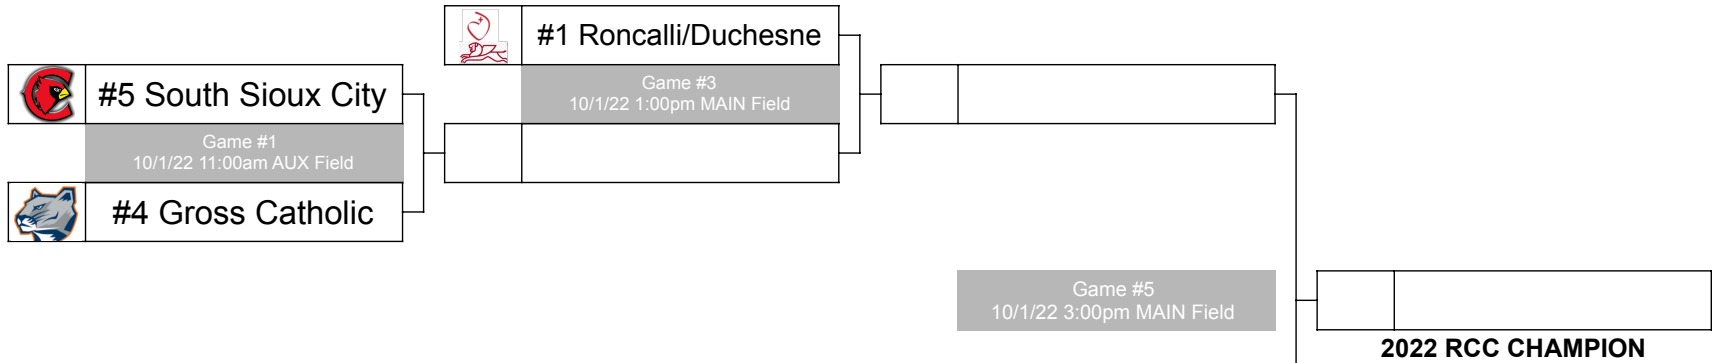 #1 Roncalli/Duchesne
Game #3
10/1/22 1:00pm MAIN Field
#5 South Sioux City
Game #1
10/1/22 11:00am AUX Field
#4 Gross Catholic
Game #5
10/1/22 3:00pm MAIN Field
2022 RCC CHAMPION